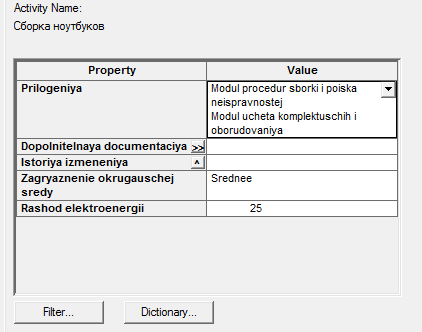 Activity Name:
Сборка ноутбуков
Property Value
Prilogeniya Modul procedur sborki i poiska
neispravnostej
Modul ucheta komplektuschih i
oborudovaniya
Dopolnitelnaya documentaciya >>
Istoriya izmeneniya ^
Zagryaznenie okrugauschej Srednee
sredy
Rashod elektroenergii 25
Filter... Dictionary...